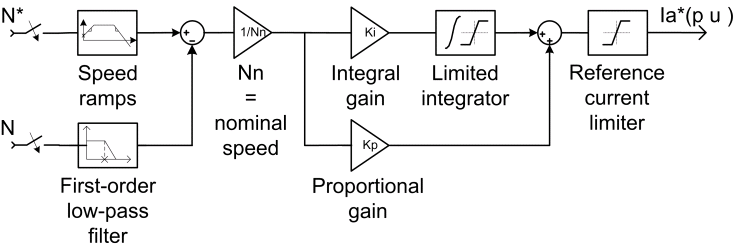 N*
Ia*(p u )
+
−
1/Nn
Ki
+
+
Speed
ramps
Nn
=
nominal
speed
Integral
gain
Limited
integrator
Reference
current
limiter
N
Kp
First-order
low-pass
filter
Proportional
gain